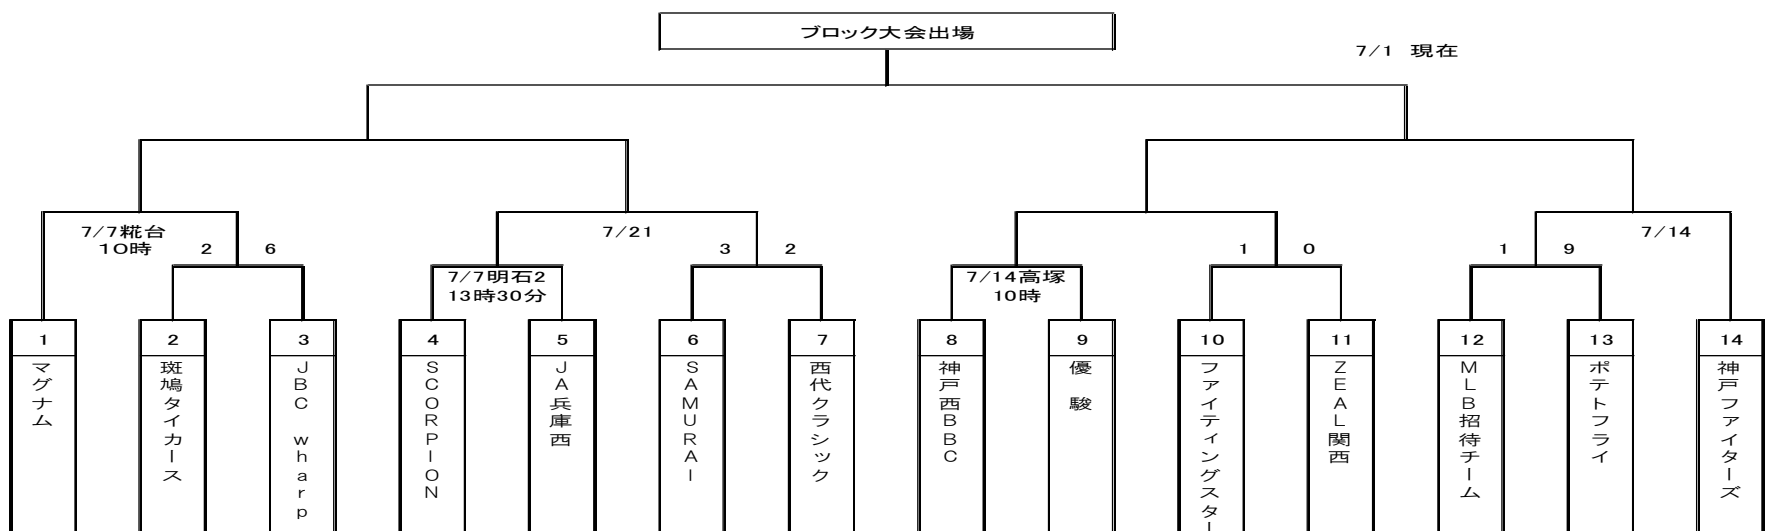 ブロック大会出場
7/1 現在
7/7糀台
10時
2 6
7/21
3 2
1 0
1 9
7/14
7/7明石2
13時30分
7/14高塚
10時
1 2 3 4 5 6 7 8 9 10 11 12 13 14
マグナム
斑鳩タイカース
JBC wharp
SCORPION
JA兵庫西
SAMURAI
西代クラシック
神戸西BBC
優駿
ファイティングスター
ZEAL関西
MLB招待チーム
ポテトフライ
神戸ファイターズ